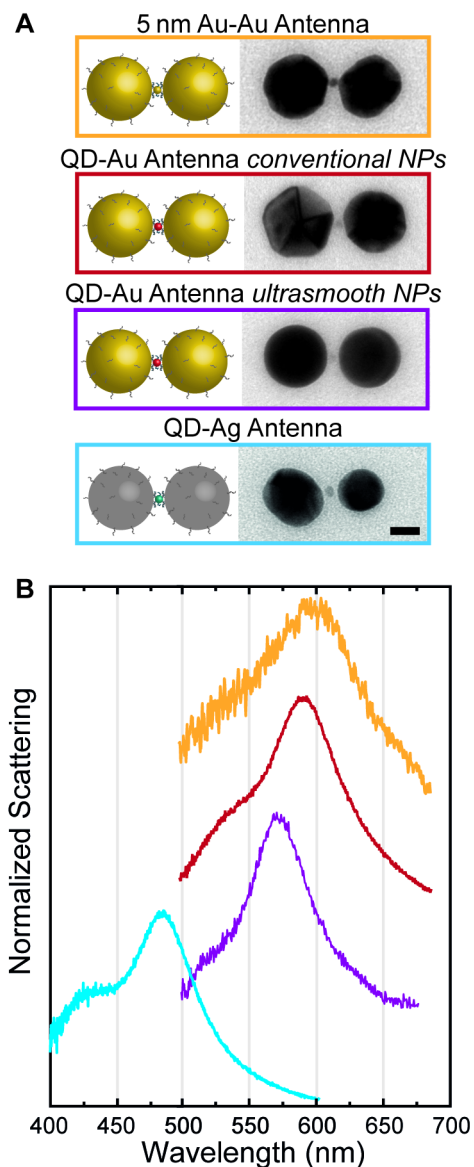 A
5 nm Au-Au Antenna
QD-Au Antenna conventional NPs
QD-Au Antenna ultrasmooth NPs
QD-Ag Antenna
B
Normalized Scattering
400 450 500 550 600 650 700
Wavelength (nm)